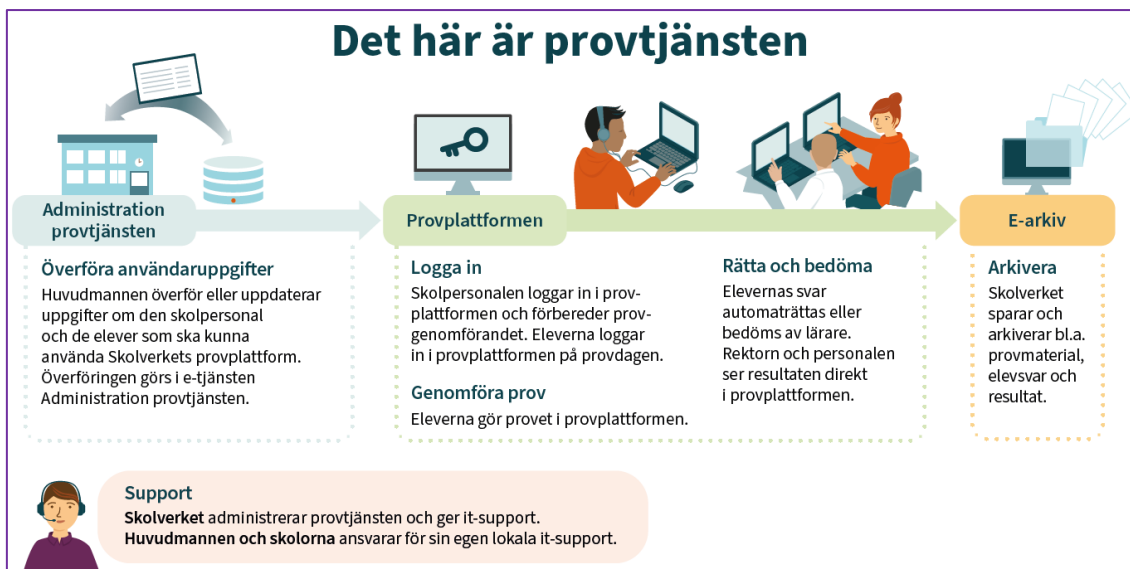 Det här är provtjänsten
Administration
provtjänsten
Överföra användaruppgifter
Huvudmannen överför eller uppdaterar
uppgifter om den skolpersonal
och de elever som ska kunna
använda Skolverkets provplattform.
Överföringen görs i e-tjänsten
Administration provtjänsten.
Provplattformen
Logga in
Skolpersonalen loggar in i prov-
plattformen och förbereder prov-
genomförandet. Eleverna loggar
in i provplattformen på provdagen.
Genomföra prov
Eleverna gör provet i provplattformen.
Rätta och bedöma
Elevernas svar
automaträttas eller
bedöms av lärare.
Rektorn och personalen
ser resultaten direkt
i provplattformen.
E-arkiv
Arkivera
Skolverket
sparar och
arkiverar bl.a.
provmaterial,
elevsvar och
resultat.
Support
Skolverket administrerar provtjänsten och ger it-support.
Huvudmannen och skolorna ansvarar för sin egen lokala it-support.